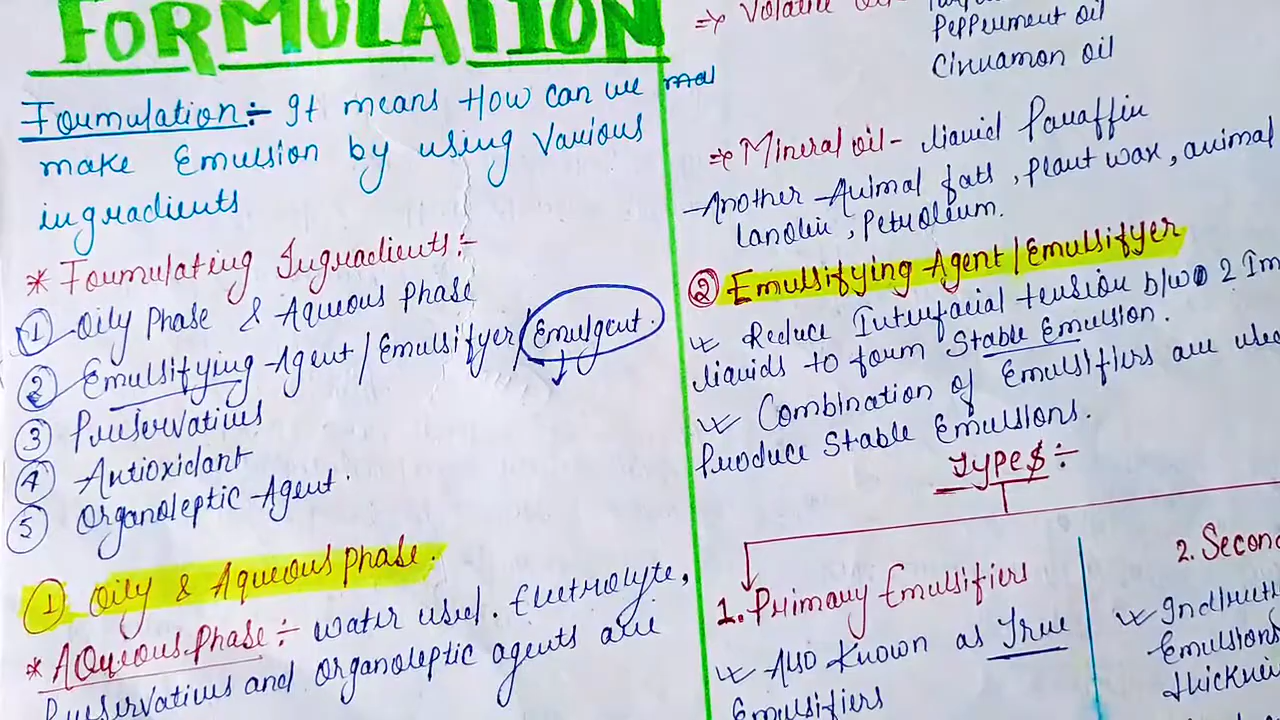 FORMULATION
Formulation:- It means How can we
make Emulsion by using Various
ingradients
* Formulating Ingradients:-
① Oily Phase & Aqueous Phase
② Emulsifying Agent / Emulsifyer / Emulgent.
③ Preservatives
④ Antioxidant
⑤ Organoleptic Agent.
① Oily & Aqueous Phase.
* Aqueous Phase:- water used. Electrolyte,
Preservatives and organoleptic agents are
⇒ Volatile
Pepperment oil
Cinnamon oil
⇒ Mineral oil - liquid Paraffin
- Another - Animal fats, Plant wax, animal
Lanolin, Petroleum.
② Emulsifying Agent / Emulsifyer
Reduce Interfacial tension b/w 2 Im
liquids to form Stable Emulsion.
Combination of Emulsifiers are used
Produce Stable Emulsions.
Types:-
1. Primary Emulsifiers
Also Known as True
Emulsifiers
2. Secon
Emulsions